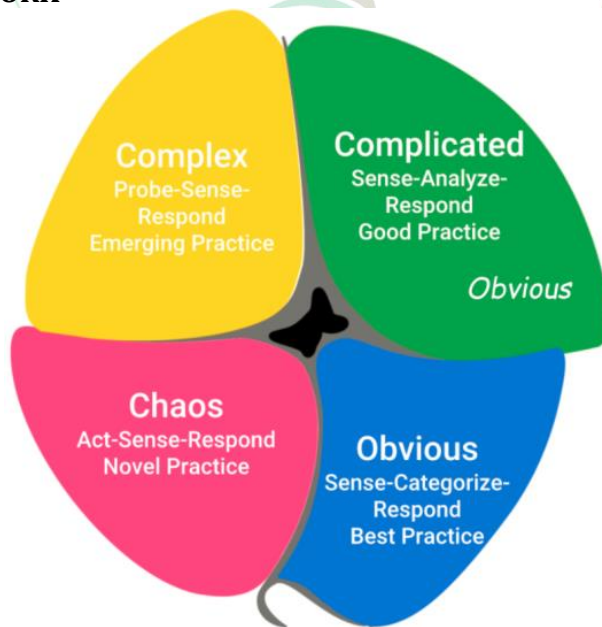 Complex
Probe-Sense-
Respond
Emerging Practice
Complicated
Sense-Analyze-
Respond
Good Practice
Obvious
Chaos
Act-Sense-Respond
Novel Practice
Obvious
Sense-Categorize-
Respond
Best Practice